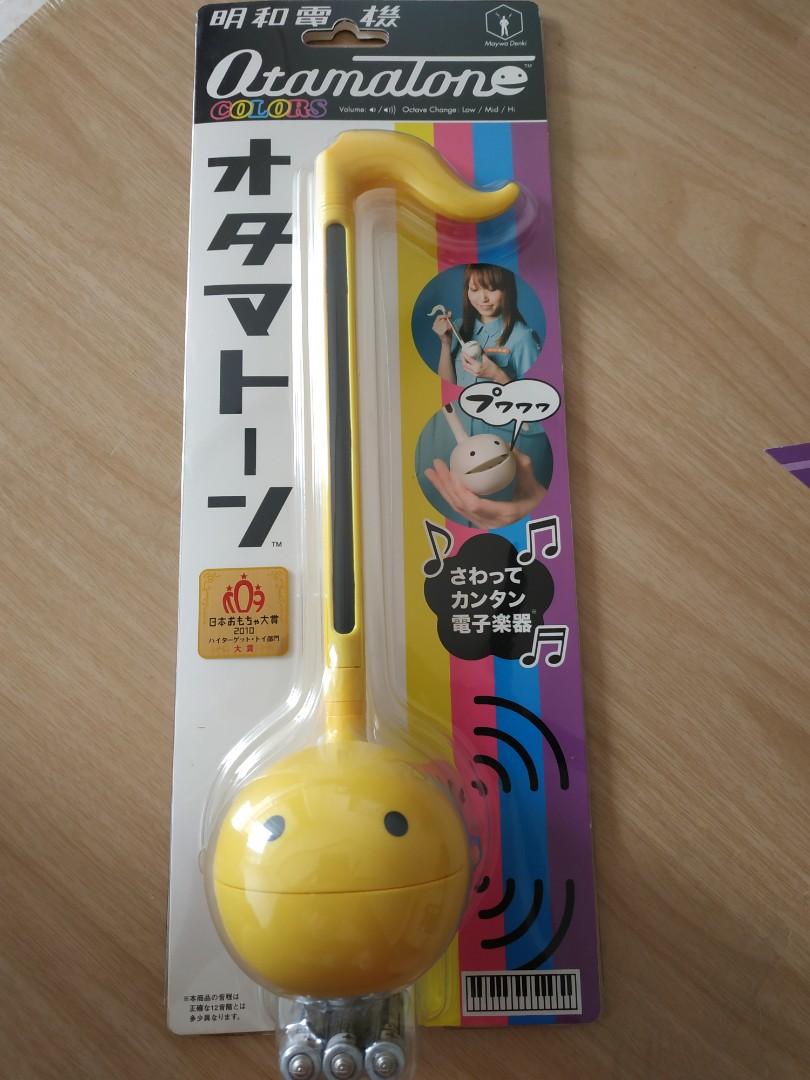 明和電機
Maywa Denki
Otamatone™
COLORS
Volume: / Octave Change: Low / Mid / Hi
オタマトーン™
プワワワ
さわって
カンタン
電子楽器※
日本おもちゃ大賞
2010
ハイターゲット・トイ部門
大賞
※本商品の音程は
正確な12音階とは
多少異なります。